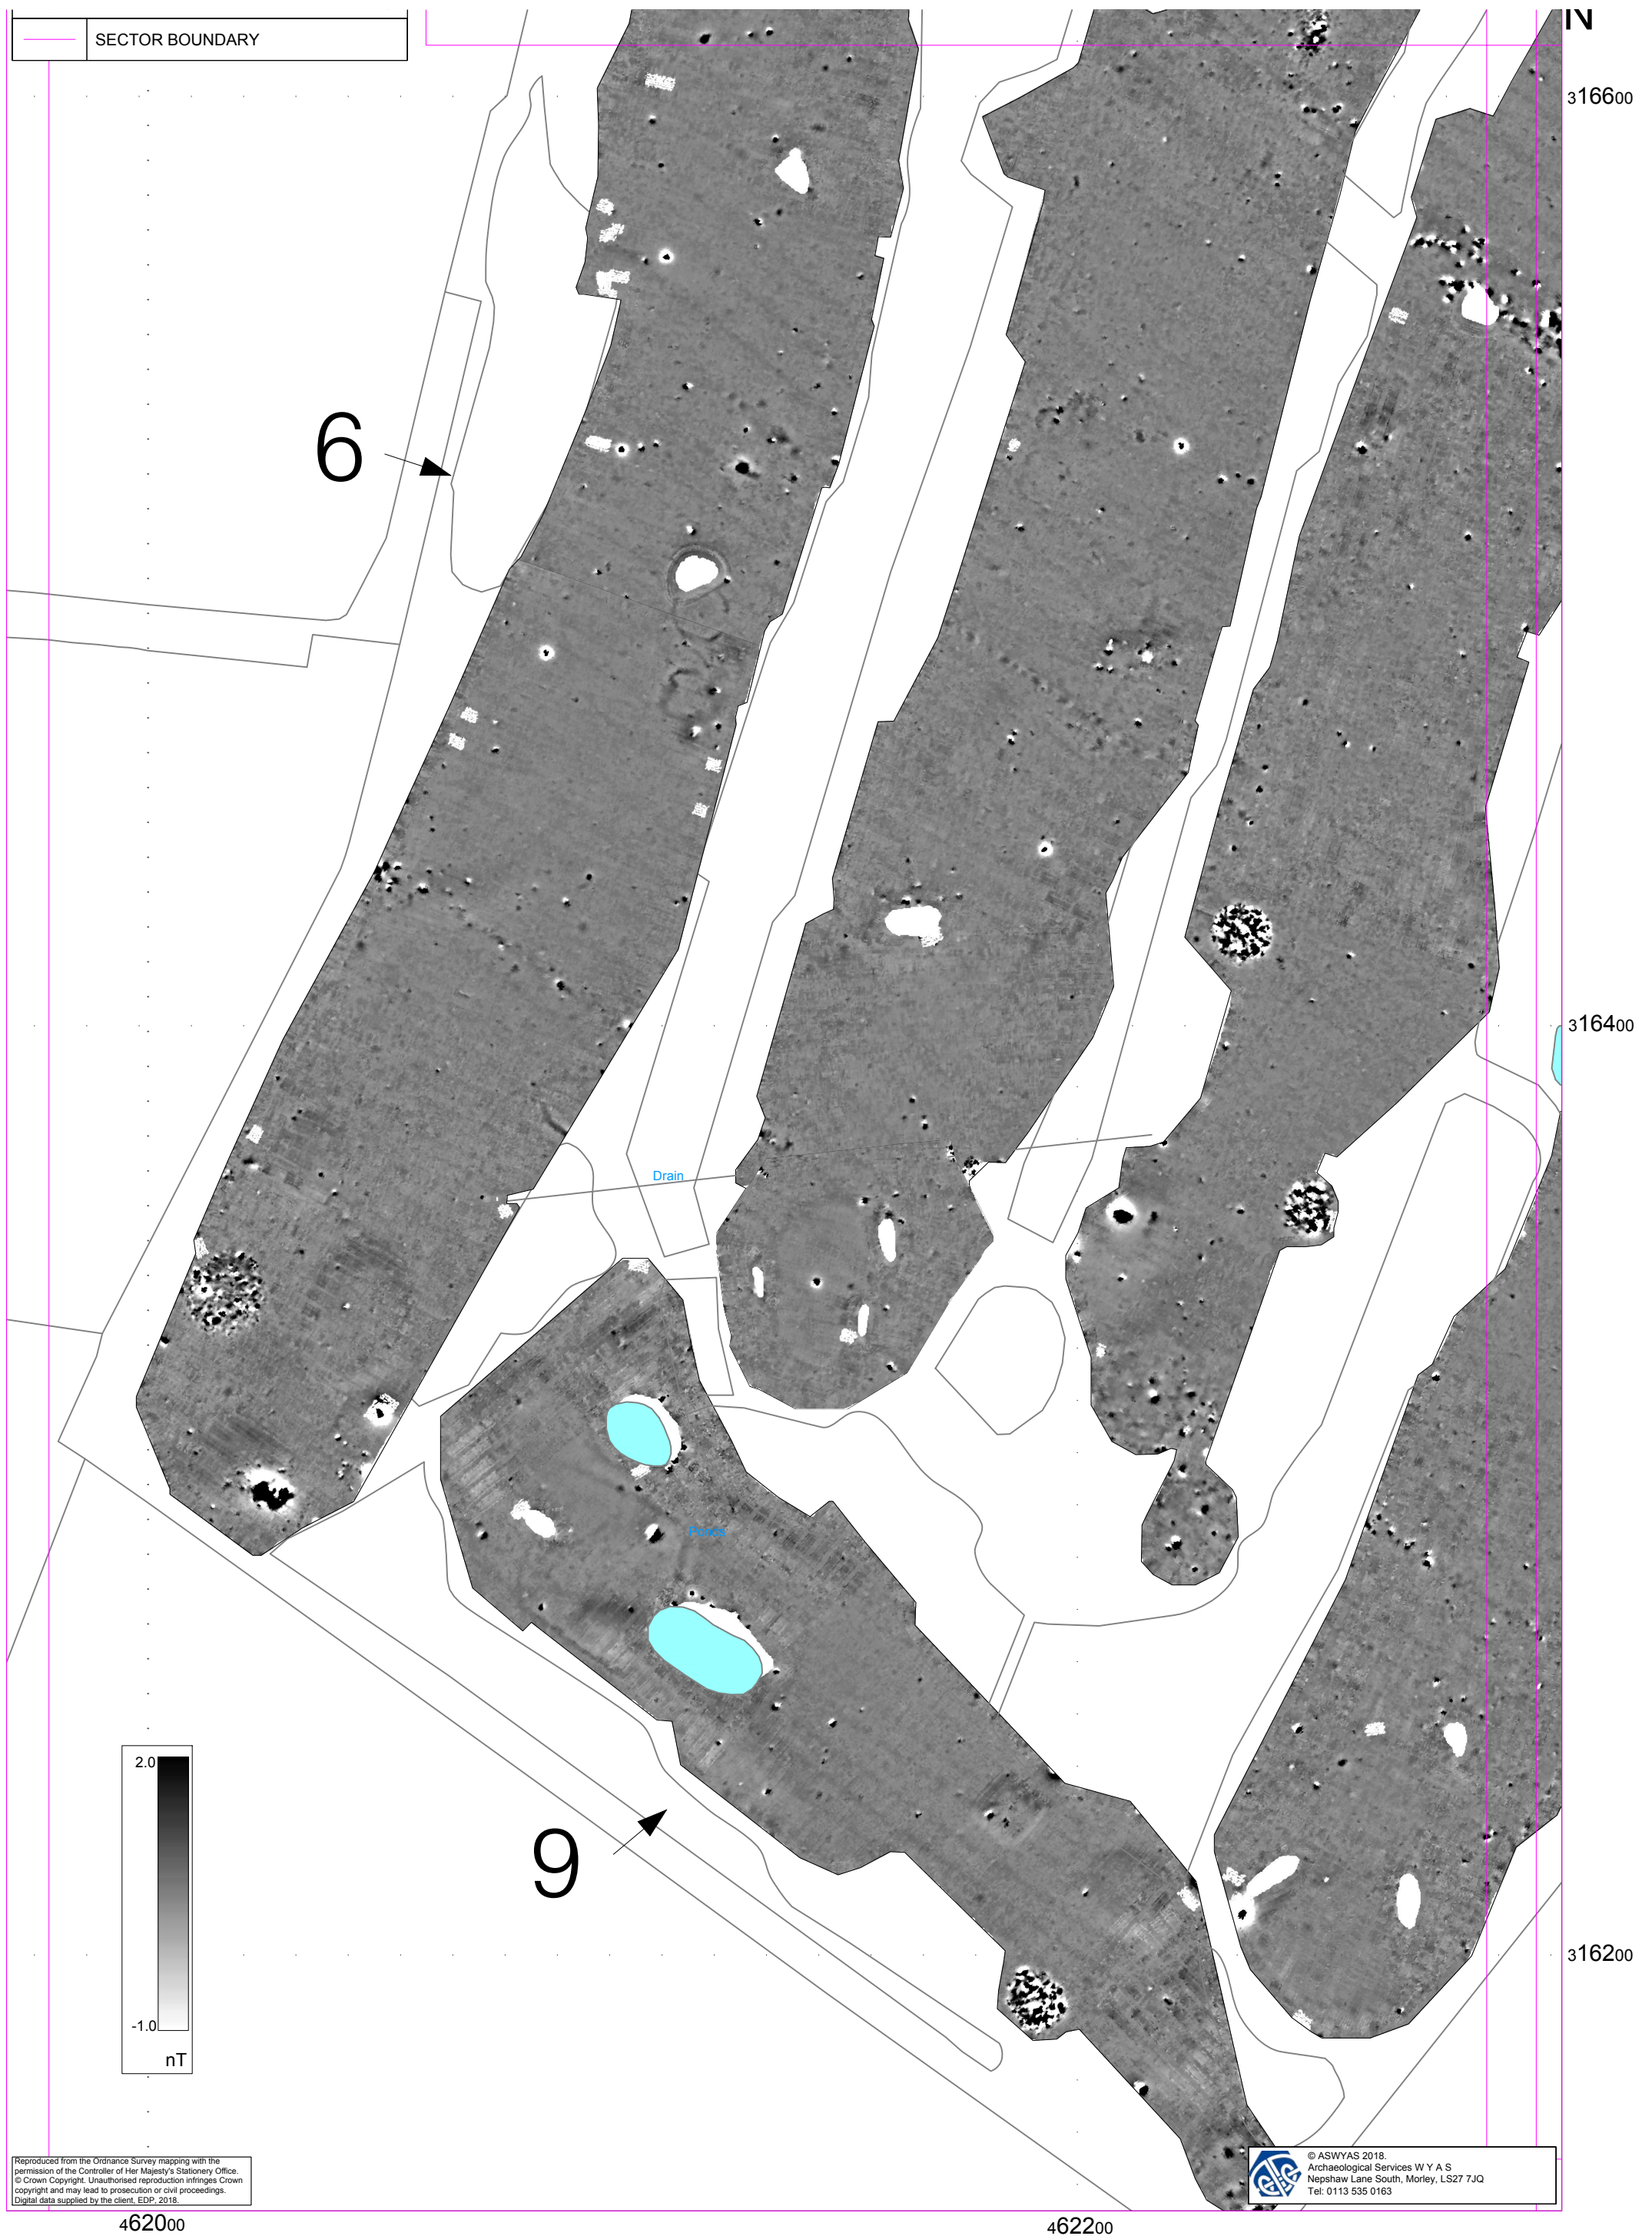 N
SECTOR BOUNDARY
316600
6
316400
Drain
Ponds
2.0
9
316200
-1.0
nT
Reproduced from the Ordnance Survey mapping with the
permission of the Controller of Her Majesty's Stationery Office.
© Crown Copyright. Unauthorised reproduction infringes Crown
copyright and may lead to prosecution or civil proceedings.
Digital data supplied by the client, EDP, 2018.
© ASWYAS 2018.
Archaeological Services W Y A S
Nepshaw Lane South, Morley, LS27 7JQ
Tel: 0113 535 0163
462000
462200